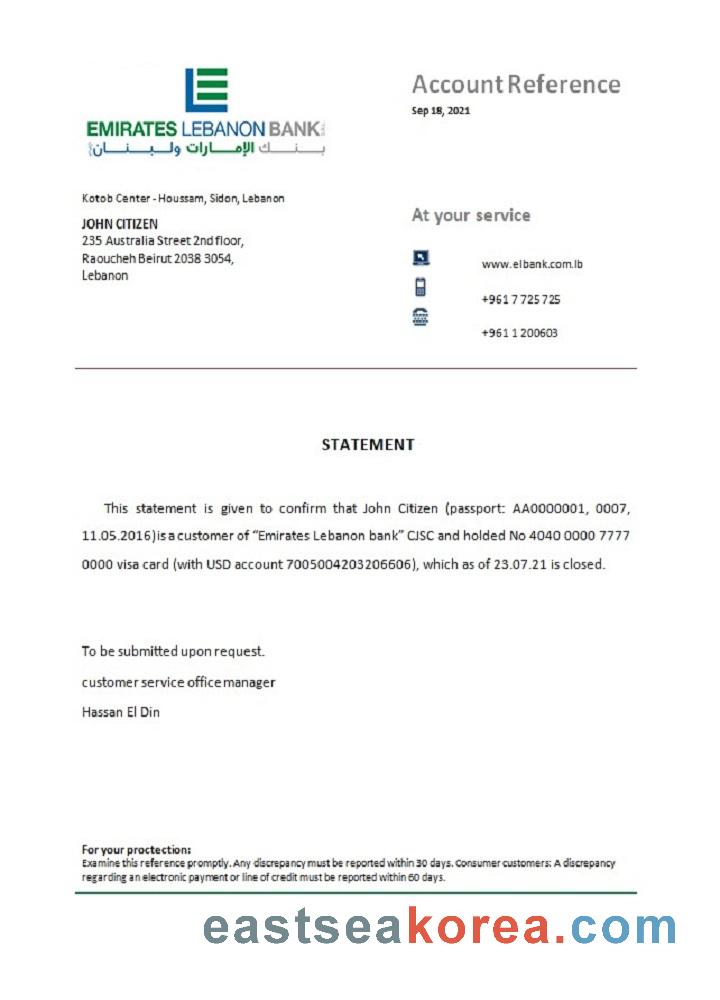 EMIRATES LEBANON BANK
بنك الإمارات ولبنان
Account Reference
Sep 18, 2021
Kotob Center - Houssam, Sidon, Lebanon
JOHN CITIZEN
235 Australia Street 2nd floor,
Raoucheh Beirut 2038 3054,
Lebanon
At your service
www.elbank.com.lb
+961 7 725 725
+961 1 200603
STATEMENT
This statement is given to confirm that John Citizen (passport: AA0000001, 0007,
11.05.2016) is a customer of “Emirates Lebanon bank” CJSC and holded No 4040 0000 7777
0000 visa card (with USD account 7005004203206606), which as of 23.07.21 is closed.
To be submitted upon request.
customer service office manager
Hassan El Din
For your proctection:
Examine this reference promptly. Any discrepancy must be reported within 30 days. Consumer customers: A discrepancy
regarding an electronic payment or line of credit must be reported within 60 days.
eastseakorea.com